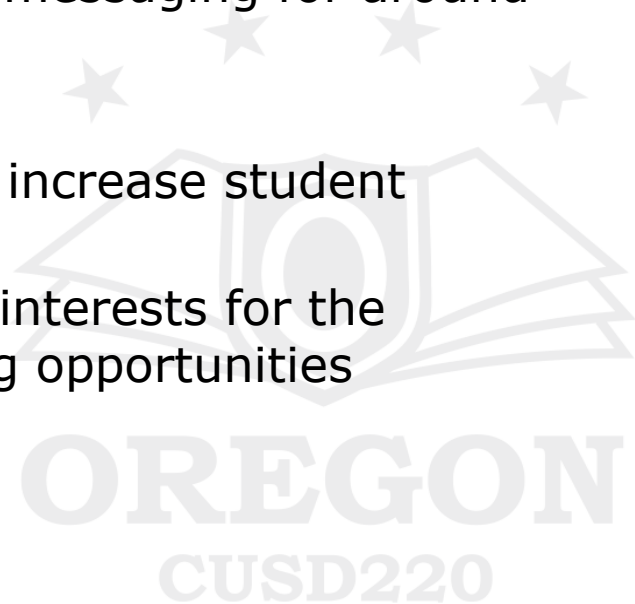 messaging for around
increase student
interests for the
g opportunities
OREGON
CUSD220